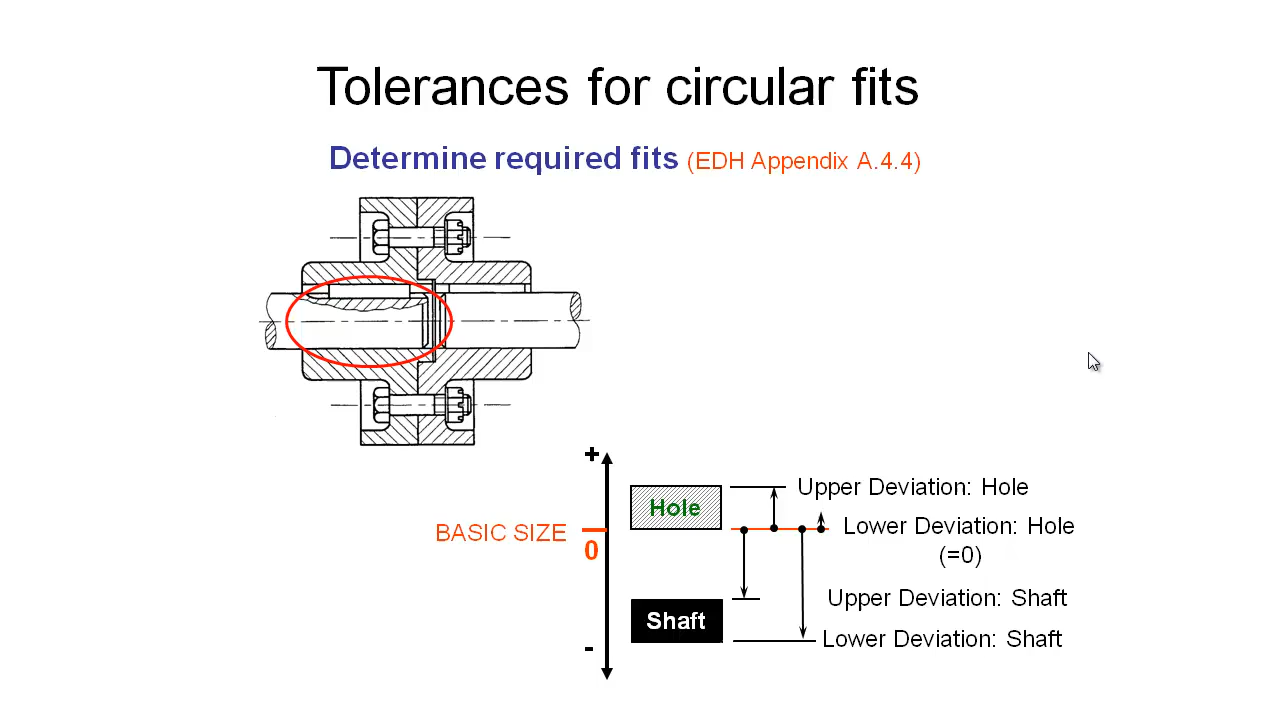 Tolerances for circular fits
Determine required fits (EDH Appendix A.4.4)
+
Upper Deviation: Hole
Hole
BASIC SIZE
0
Lower Deviation: Hole
(=0)
Upper Deviation: Shaft
Shaft
Lower Deviation: Shaft
-